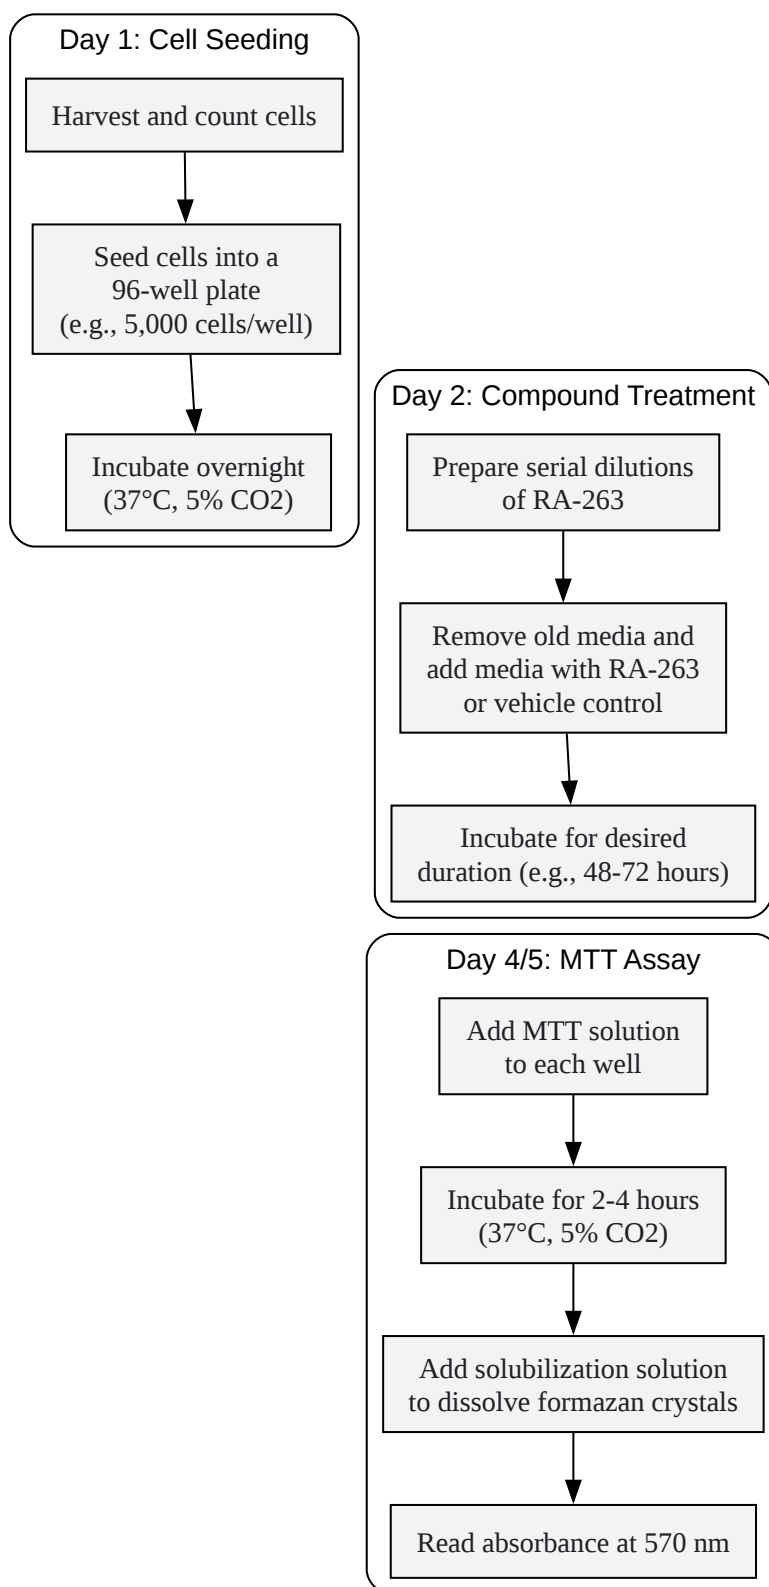 Day 1: Cell Seeding
Harvest and count cells
Seed cells into a
96-well plate
(e.g., 5,000 cells/well)
Incubate overnight
(37°C, 5% CO2)
Day 2: Compound Treatment
Prepare serial dilutions
of RA-263
Remove old media and
add media with RA-263
or vehicle control
Incubate for desired
duration (e.g., 48-72 hours)
Day 4/5: MTT Assay
Add MTT solution
to each well
Incubate for 2-4 hours
(37°C, 5% CO2)
Add solubilization solution
to dissolve formazan crystals
Read absorbance at 570 nm